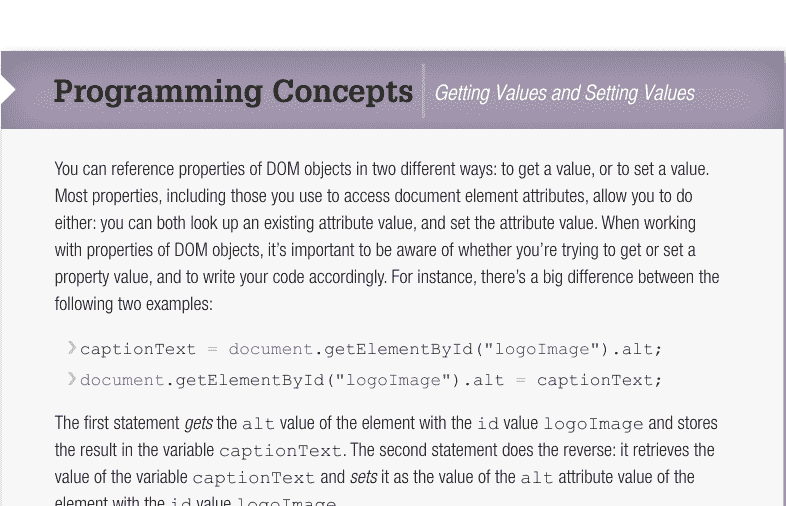 Programming Concepts Getting Values and Setting Values
You can reference properties of DOM objects in two different ways: to get a value, or to set a value.
Most properties, including those you use to access document element attributes, allow you to do
either: you can both look up an existing attribute value, and set the attribute value. When working
with properties of DOM objects, it’s important to be aware of whether you’re trying to get or set a
property value, and to write your code accordingly. For instance, there’s a big difference between the
following two examples:
❯captionText = document.getElementById("logoImage").alt;
❯document.getElementById("logoImage").alt = captionText;
The first statement gets the alt value of the element with the id value logoImage and stores
the result in the variable captionText. The second statement does the reverse: it retrieves the
value of the variable captionText and sets it as the value of the alt attribute value of the
element with the id value logoImage.